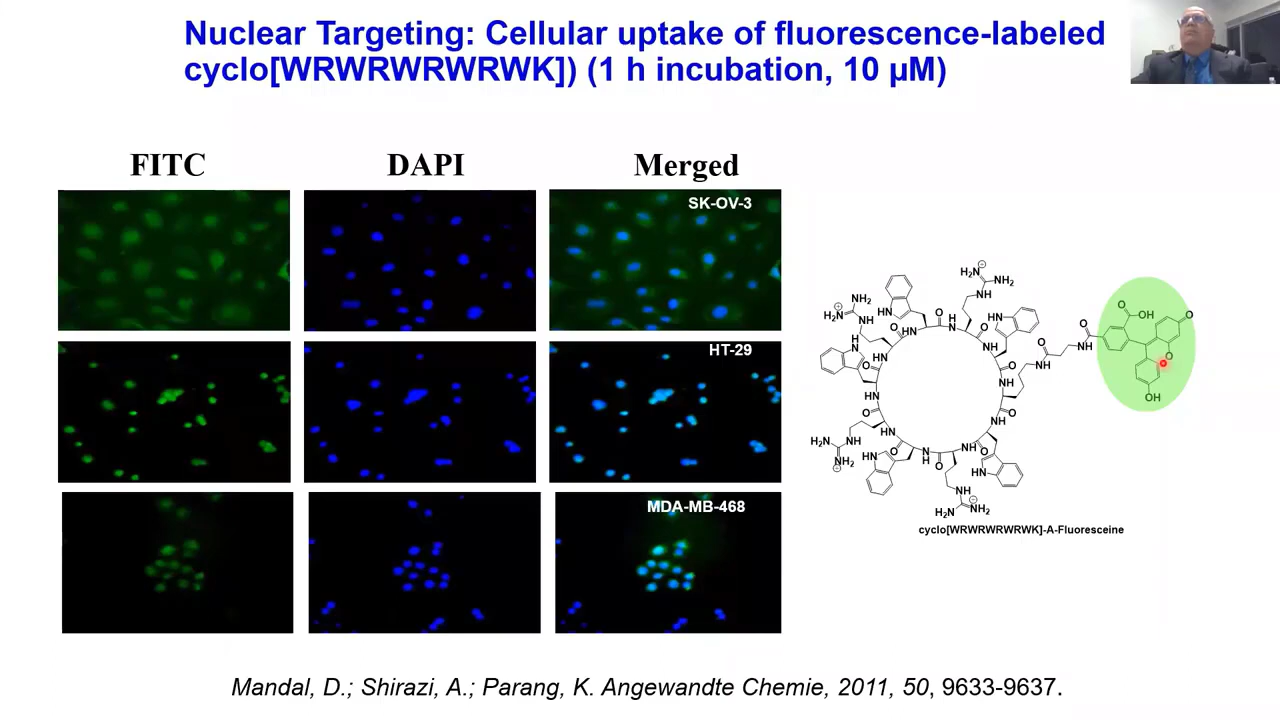 Nuclear Targeting: Cellular uptake of fluorescence-labeled
cyclo[WRWRWRWRWK]) (1 h incubation, 10 µM)
FITC
DAPI
Merged
SK-OV-3
HT-29
MDA-MB-468
cyclo[WRWRWRWRWK]-A-Fluoresceine
Mandal, D.; Shirazi, A.; Parang, K. Angewandte Chemie, 2011, 50, 9633-9637.